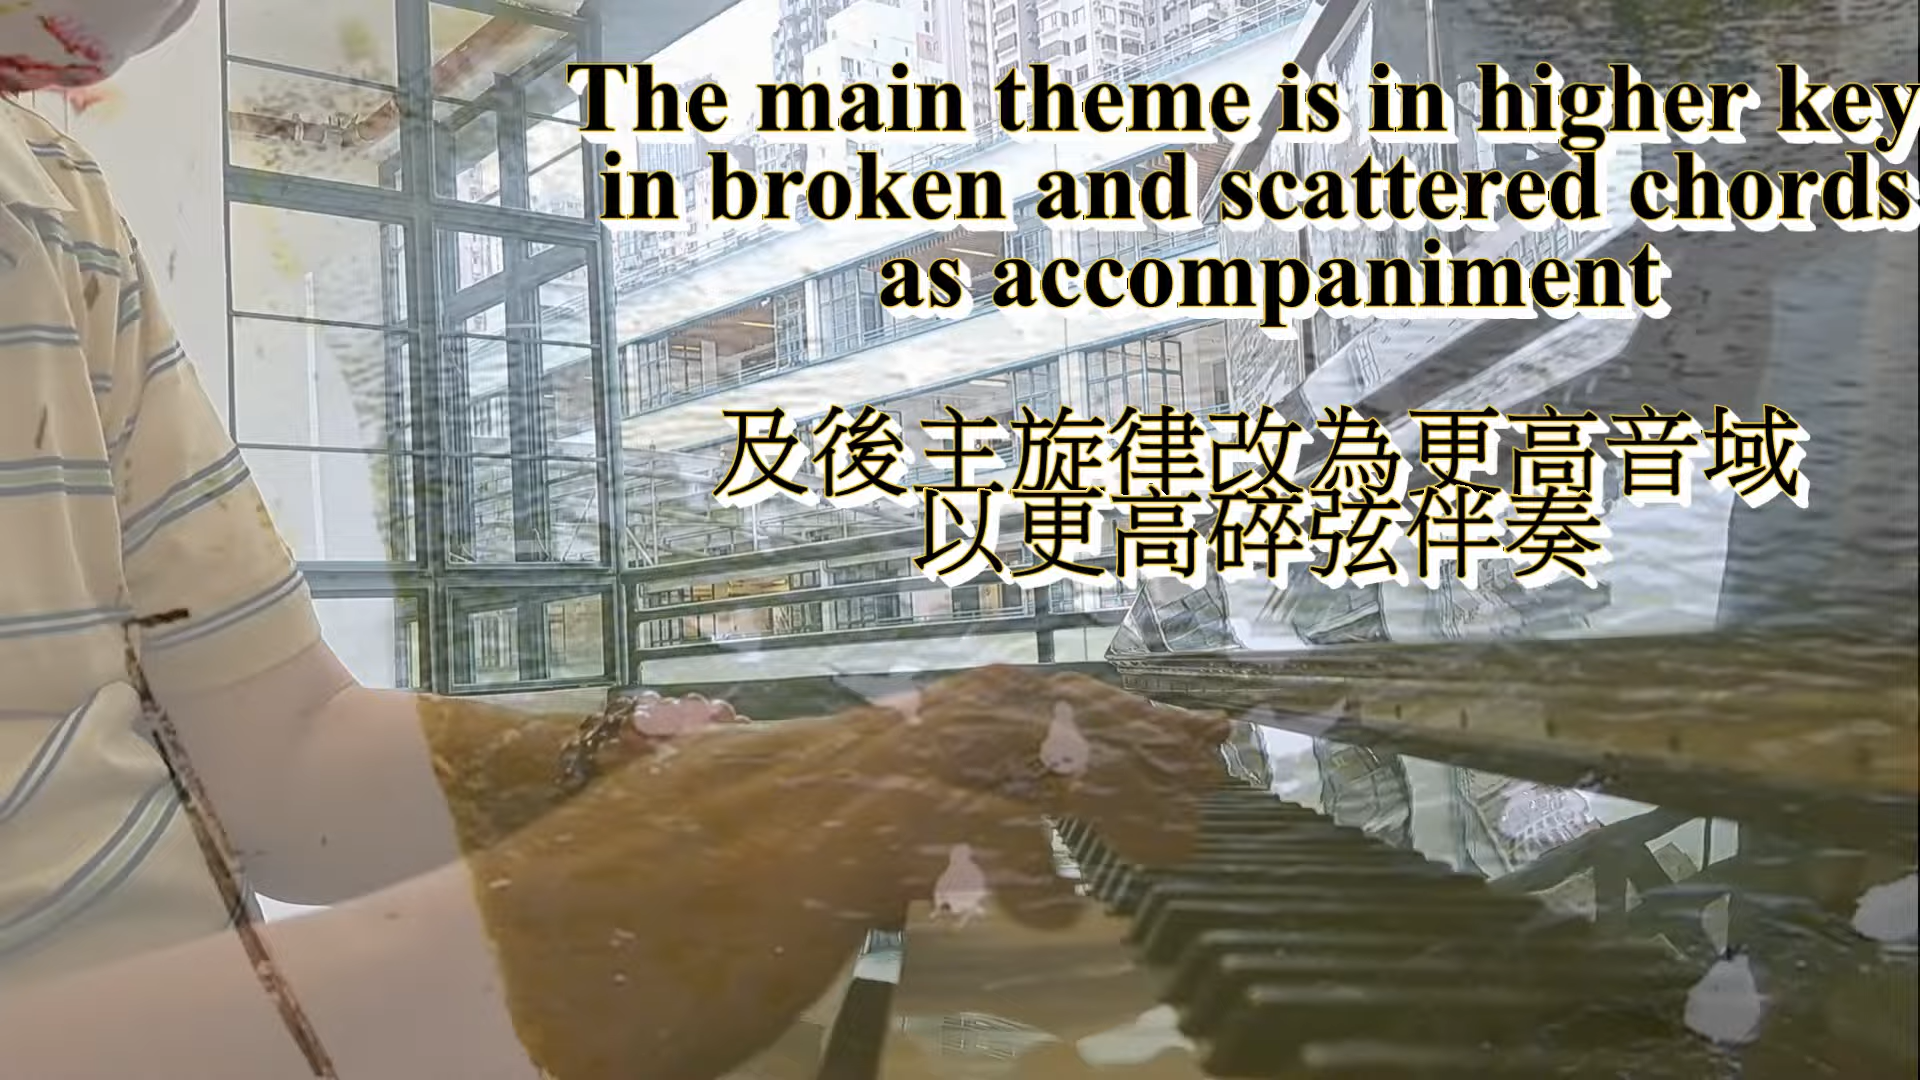 The main theme is in higher key
in broken and scattered chords
as accompaniment
及後主旋律改為更高音域
以更高碎弦伴奏